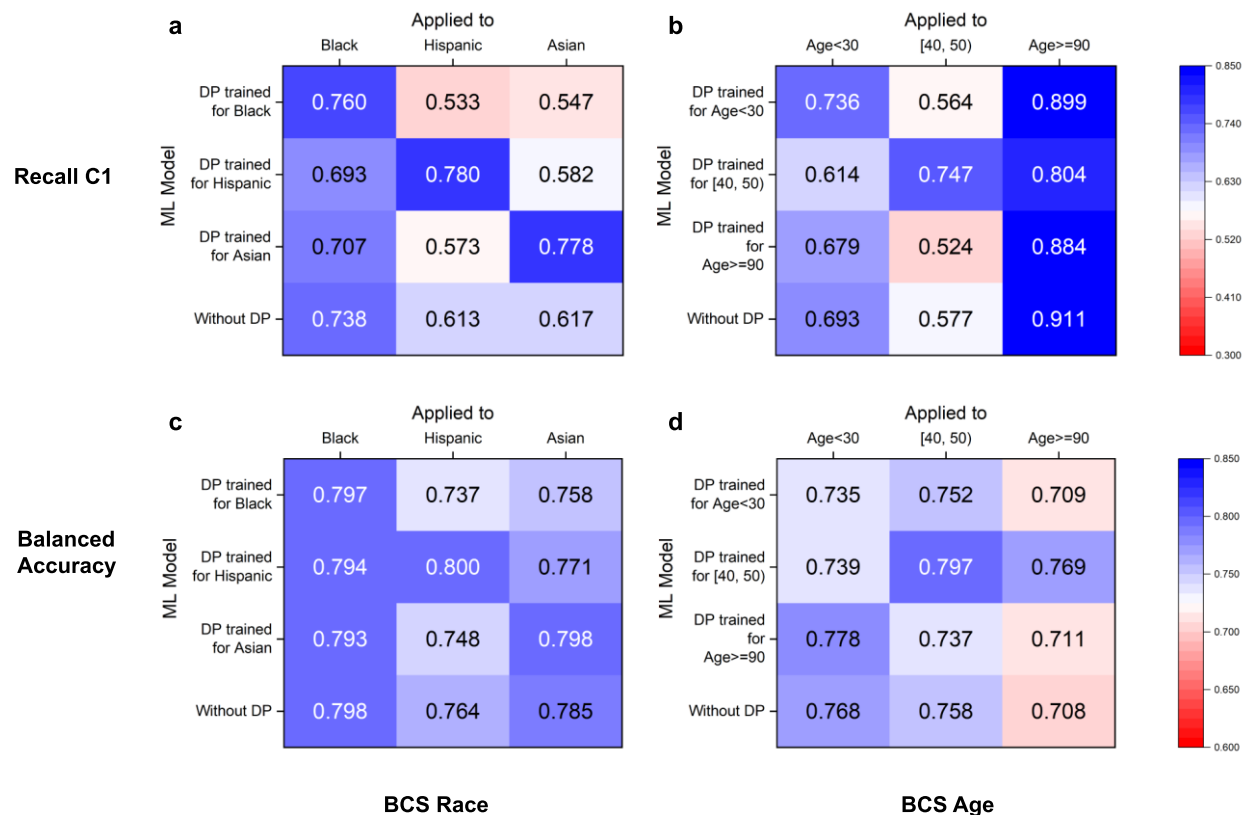 a
Applied to
Black
Hispanic
Asian
b
Applied to
Age<30
[40, 50)
Age>=90
Recall C1
ML Model
DP trained
for Black
0.760
0.533
0.547
DP trained
for Hispanic
0.693
0.780
0.582
DP trained
for Asian
0.707
0.573
0.778
Without DP
0.738
0.613
0.617
ML Model
DP trained
for Age<30
0.736
0.564
0.899
DP trained
for [40, 50)
0.614
0.747
0.804
DP trained
for
Age>=90
0.679
0.524
0.884
Without DP
0.693
0.577
0.911
0.850
0.740
0.630
0.520
0.410
0.300
c
Applied to
Black
Hispanic
Asian
d
Applied to
Age<30
[40, 50)
Age>=90
Balanced
Accuracy
ML Model
DP trained
for Black
0.797
0.737
0.758
DP trained
for Hispanic
0.794
0.800
0.771
DP trained
for Asian
0.793
0.748
0.798
Without DP
0.798
0.764
0.785
ML Model
DP trained
for Age<30
0.735
0.752
0.709
DP trained
for [40, 50)
0.739
0.797
0.769
DP trained
for
Age>=90
0.778
0.737
0.711
Without DP
0.768
0.758
0.708
0.850
0.800
0.750
0.700
0.650
0.600
BCS Race
BCS Age